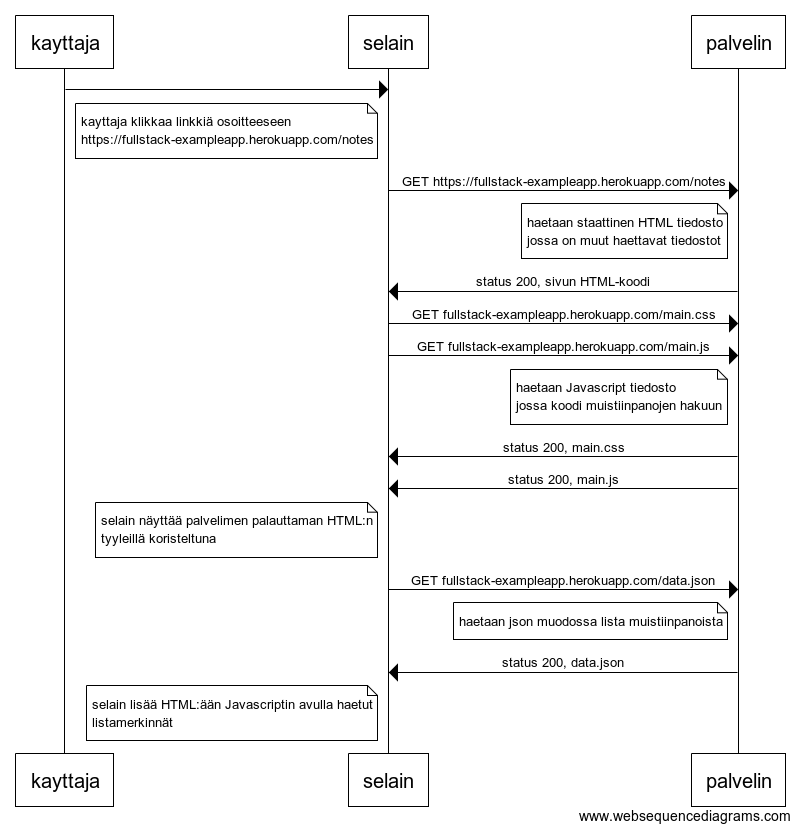 kayttaja
selain
palvelin
kayttaja klikkaa linkkiä osoitteeseen
https://fullstack-exampleapp.herokuapp.com/notes
GET https://fullstack-exampleapp.herokuapp.com/notes
haetaan staattinen HTML tiedosto
jossa on muut haettavat tiedostot
status 200, sivun HTML-koodi
GET fullstack-exampleapp.herokuapp.com/main.css
GET fullstack-exampleapp.herokuapp.com/main.js
haetaan Javascript tiedosto
jossa koodi muistiinpanojen hakuun
status 200, main.css
status 200, main.js
selain näyttää palvelimen palauttaman HTML:n
tyyleillä koristeltuna
GET fullstack-exampleapp.herokuapp.com/data.json
haetaan json muodossa lista muistiinpanoista
status 200, data.json
selain lisää HTML:ään Javascriptin avulla haetut
listamerkinnät
kayttaja
selain
palvelin
www.websequencediagrams.com